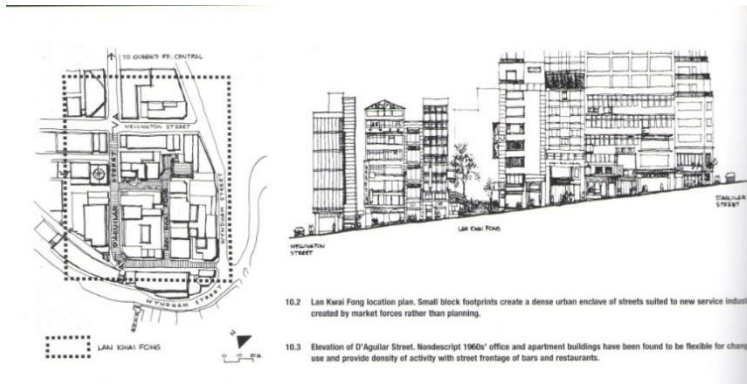 TO QUEEN'S RD. CENTRAL
WELLINGTON STREET
D'AGUILAR STREET
LAN KWAI FONG
WYNDHAM STREET
WYNDHAM STREET
LAN KWAI FONG
N
WELLINGTON
STREET
LAN KWAI FONG
D'AGUILAR
STREET
10.2 Lan Kwai Fong location plan. Small block footprints create a dense urban enclave of streets suited to new service indust
created by market forces rather than planning.
10.3 Elevation of D'Aguilar Street. Nondescript 1960s' office and apartment buildings have been found to be flexible for chang
use and provide density of activity with street frontage of bars and restaurants.